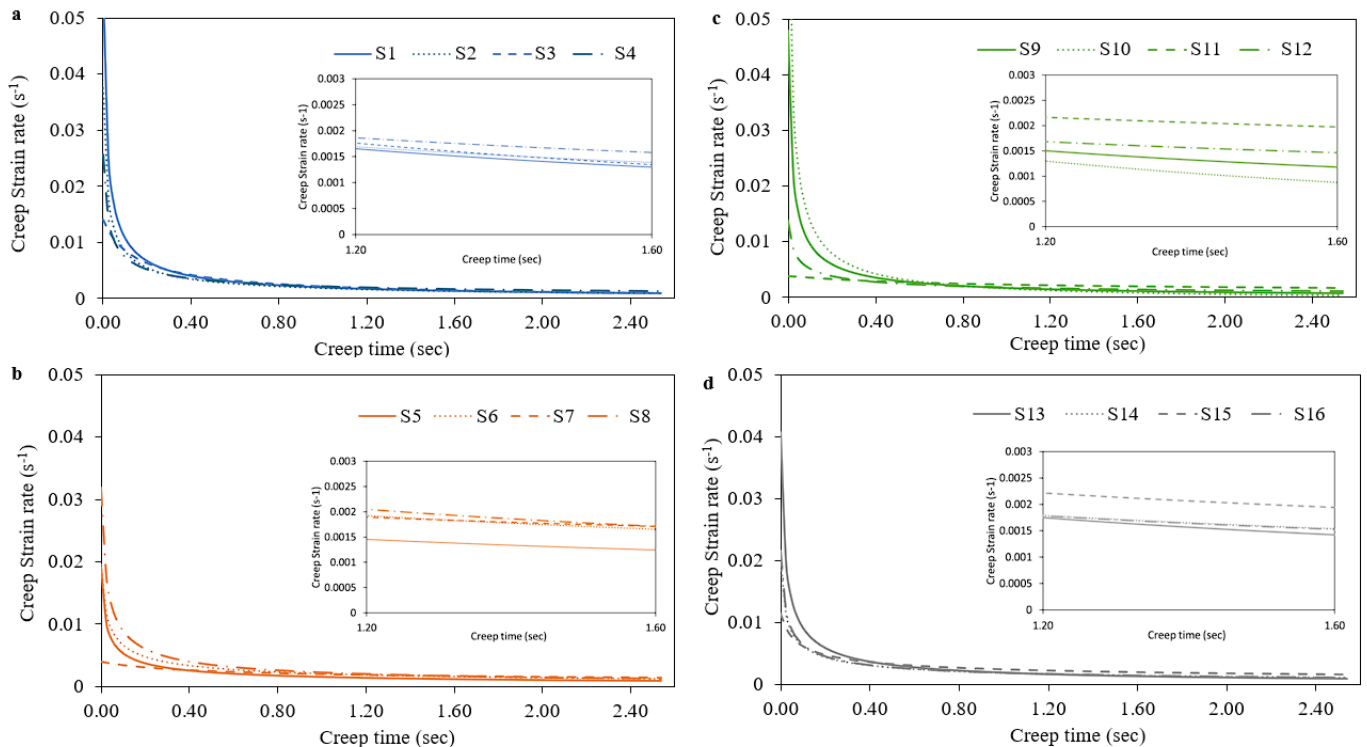 a
0.05
0.04
0.03
0.02
0.01
0
Creep Strain rate (s-1)
S1 S2 S3 S4
0.003
0.0025
0.002
0.0015
0.001
0.0005
0
Creep Strain rate (s-1)
1.20 1.60
Creep time (sec)
0.00 0.40 0.80 1.20 1.60 2.00 2.40
Creep time (sec)
c
0.05
0.04
0.03
0.02
0.01
0
Creep Strain rate (s-1)
S9 S10 S11 S12
0.003
0.0025
0.002
0.0015
0.001
0.0005
0
Creep Strain rate (s-1)
1.20 1.60
Creep time (sec)
0.00 0.40 0.80 1.20 1.60 2.00 2.40
Creep time (sec)
b
0.05
0.04
0.03
0.02
0.01
0
Creep Strain rate (s-1)
S5 S6 S7 S8
0.003
0.0025
0.002
0.0015
0.001
0.0005
0
Creep Strain rate (s-1)
1.20 1.60
Creep time (sec)
0.00 0.40 0.80 1.20 1.60 2.00 2.40
Creep time (sec)
d
0.05
0.04
0.03
0.02
0.01
0
Creep Strain rate (s-1)
S13 S14 S15 S16
0.003
0.0025
0.002
0.0015
0.001
0.0005
0
Creep Strain rate (s-1)
1.20 1.60
Creep time (sec)
0.00 0.40 0.80 1.20 1.60 2.00 2.40
Creep time (sec)